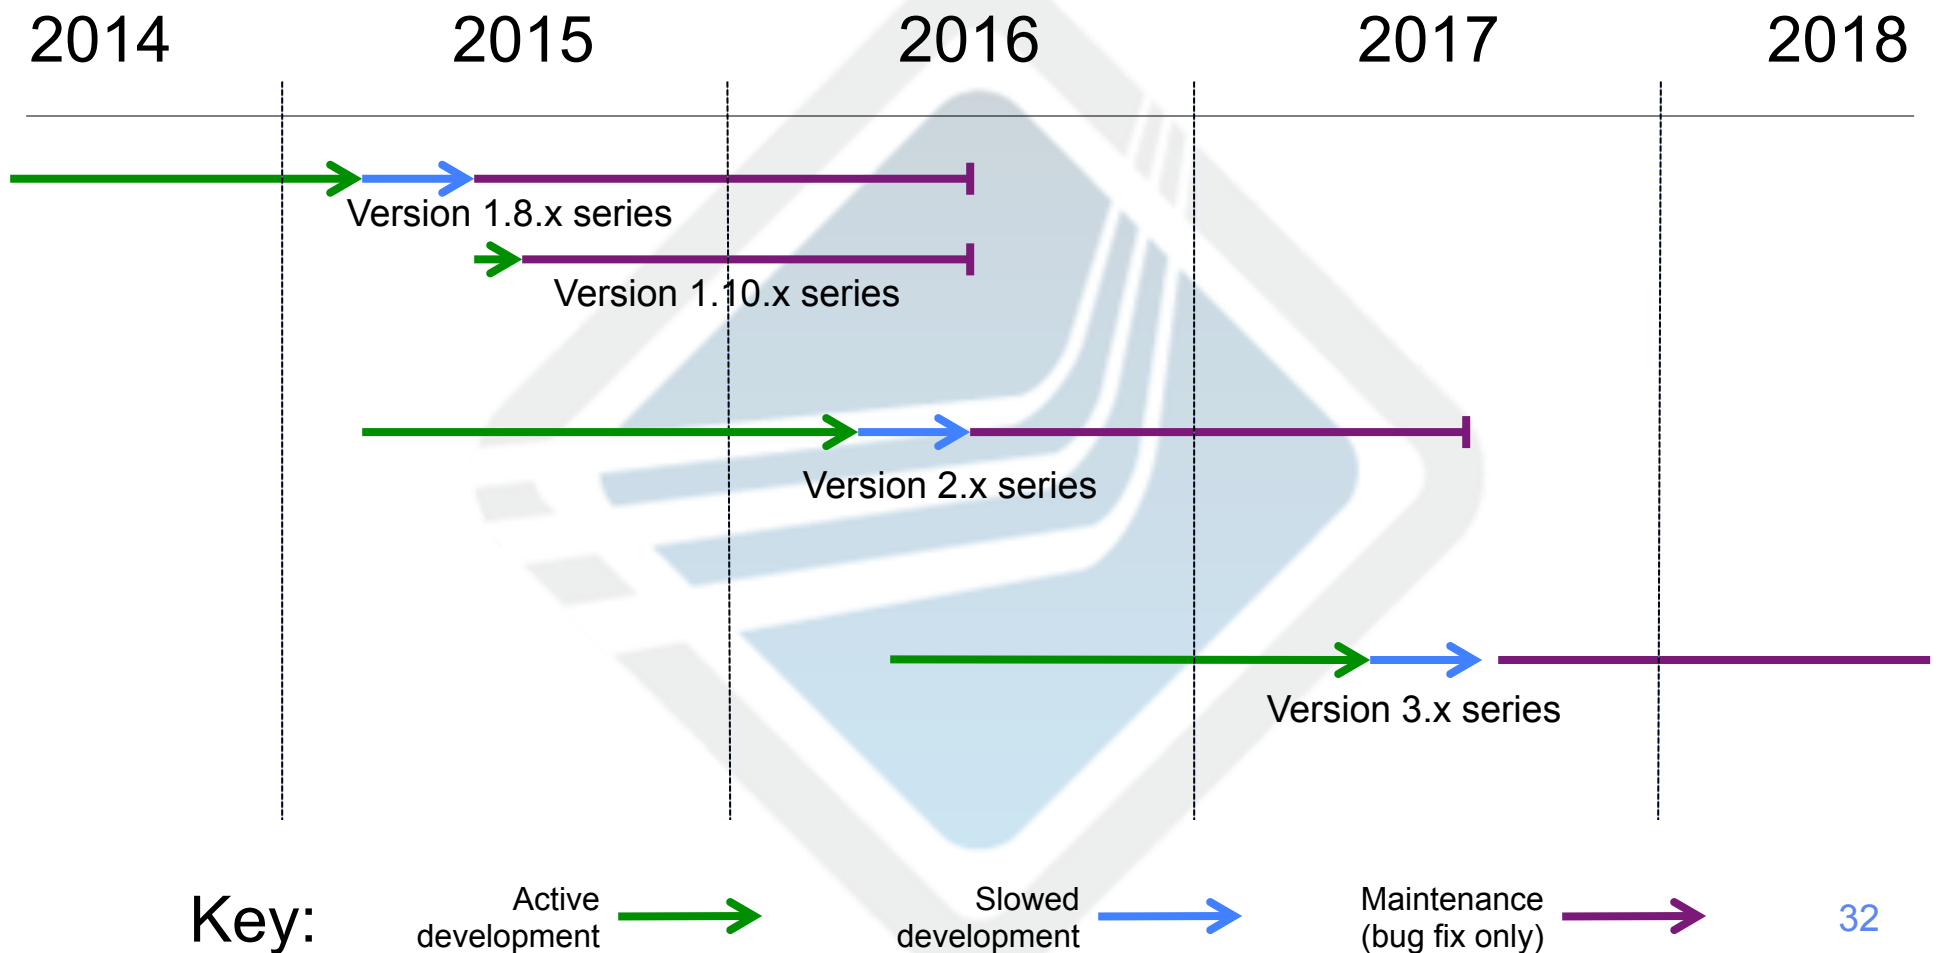 2014 2015 2016 2017 2018
Version 1.8.x series
Version 1.10.x series
Version 2.x series
Version 3.x series
Key:
Active
development
Slowed
development
Maintenance
(bug fix only)
32